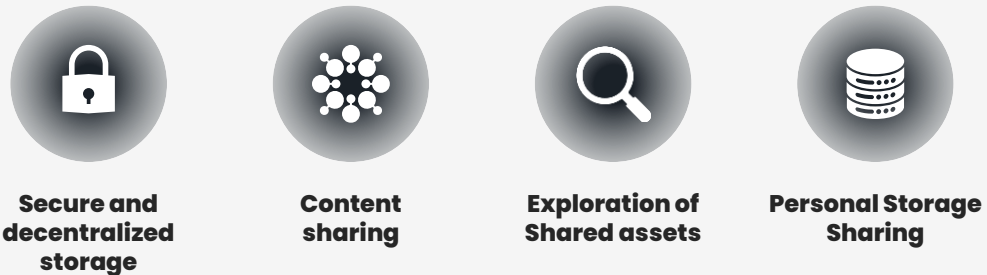 Secure and
decentralized
storage
Content
sharing
Exploration of
Shared assets
Personal Storage
Sharing